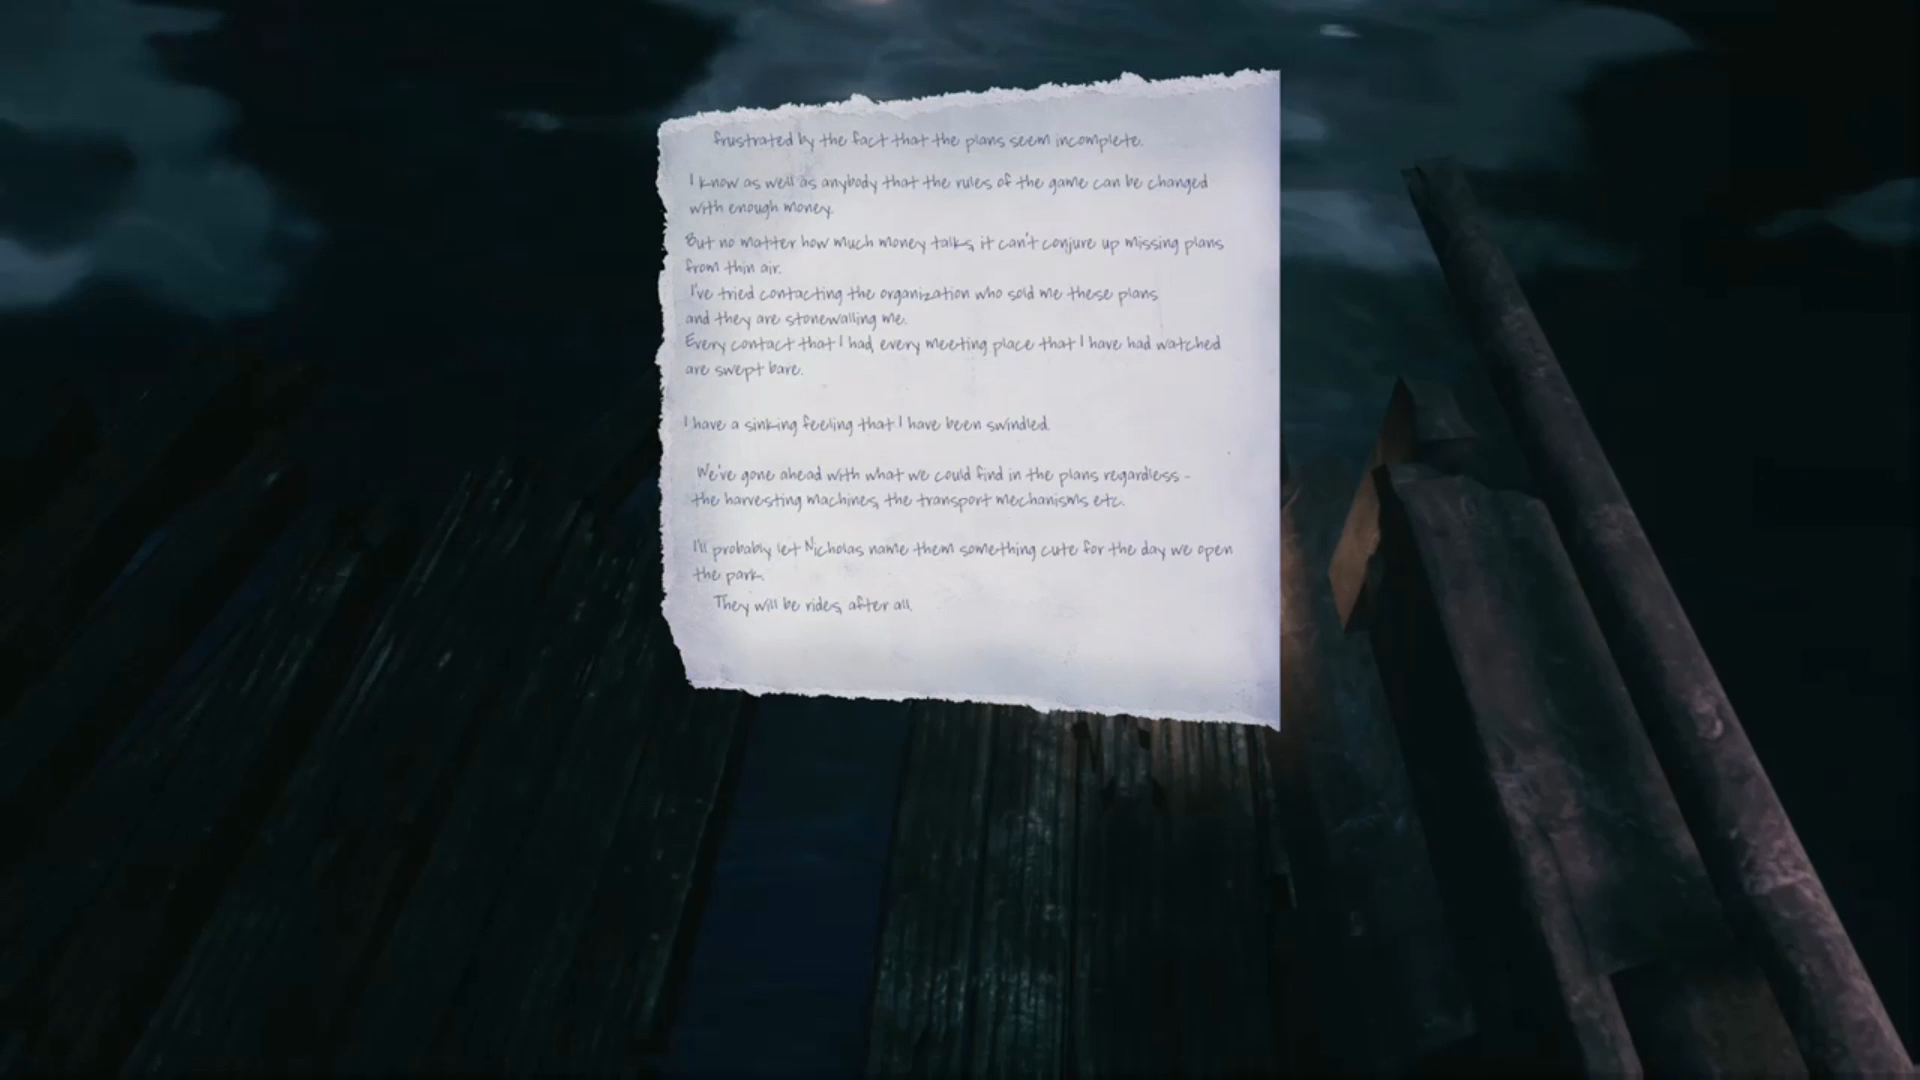 frustrated by the fact that the plans seem incomplete.
I know as well as anybody that the rules of the game can be changed
with enough money.
But no matter how much money talks, it can't conjure up missing plans
from thin air.
I've tried contacting the organization who sold me these plans
and they are stonewalling me.
Every contact that I had, every meeting place that I have had watched
are swept bare.
I have a sinking feeling that I have been swindled.
We've gone ahead with what we could find in the plans regardless -
the harvesting machines, the transport mechanisms etc.
I'll probably let Nicholas name them something cute for the day we open
the park.
They will be rides, after all.